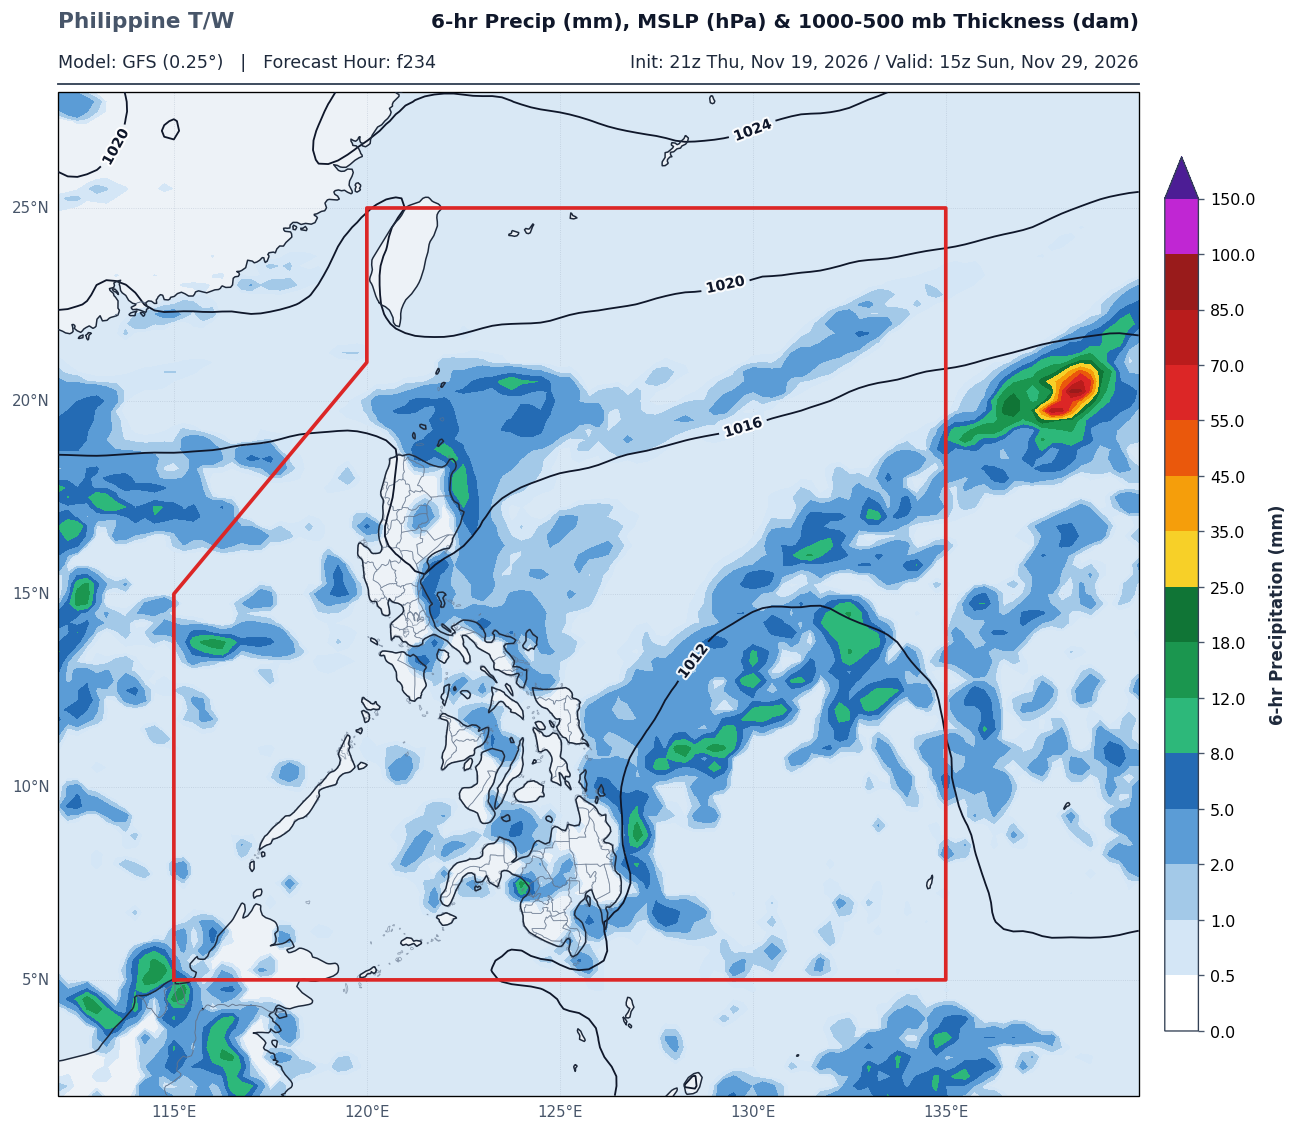 Philippine T/W
6-hr Precip (mm), MSLP (hPa) & 1000-500 mb Thickness (dam)
Model: GFS (0.25°) | Forecast Hour: f234
Init: 21z Thu, Nov 19, 2026 / Valid: 15z Sun, Nov 29, 2026
1020
1024
1020
1016
1012
25°N
20°N
15°N
10°N
5°N
115°E
120°E
125°E
130°E
135°E
150.0
100.0
85.0
70.0
55.0
45.0
35.0
25.0
18.0
12.0
8.0
5.0
2.0
1.0
0.5
0.0
6-hr Precipitation (mm)